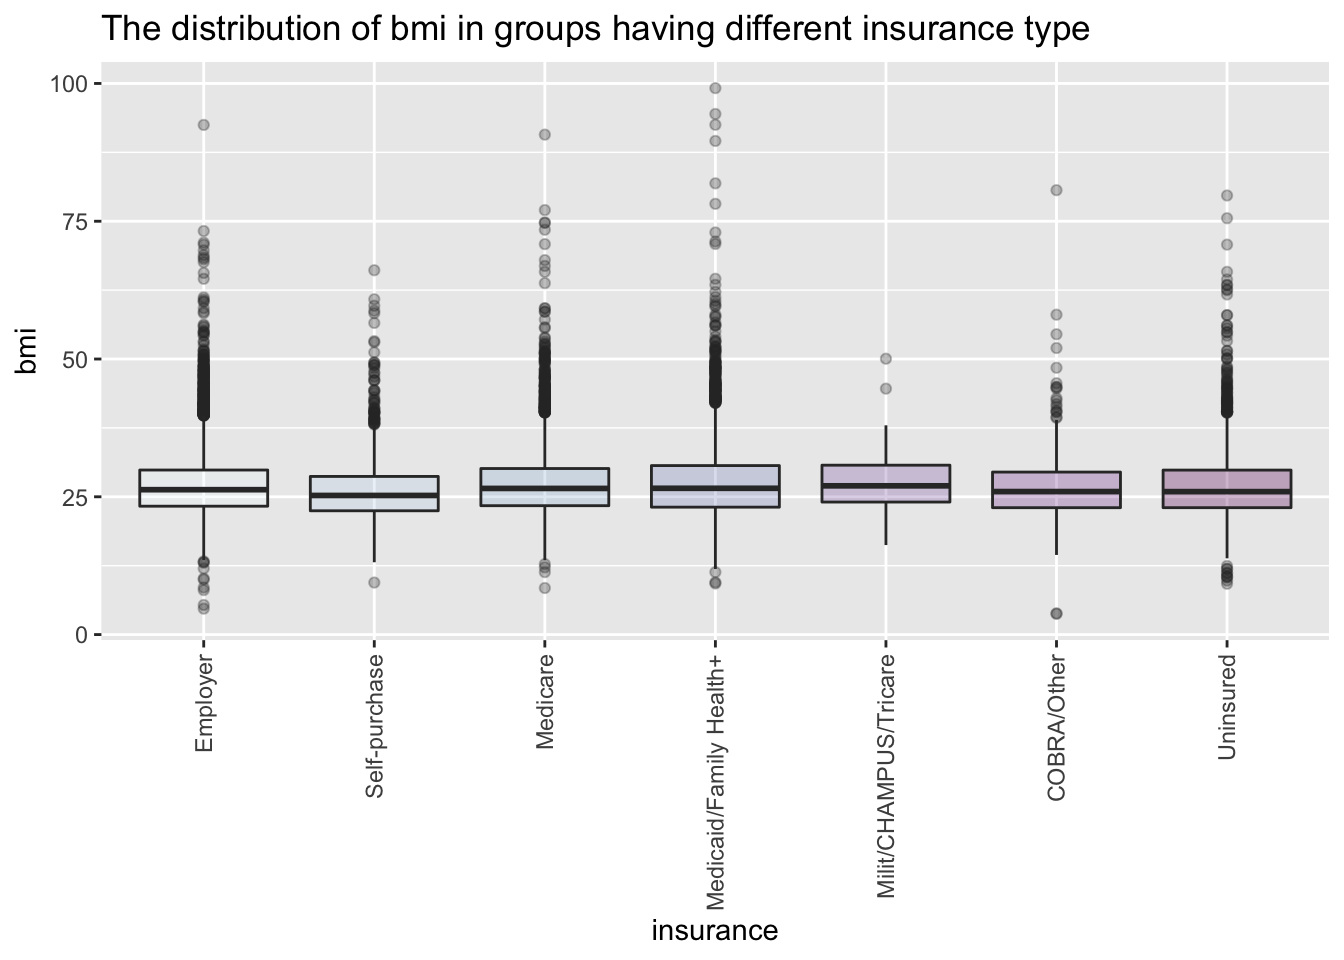 The distribution of bmi in groups having different insurance type
100
75
50
25
0
bmi
Employer
Self-purchase
Medicare
Medicaid/Family Health+
Milit/CHAMPUS/Tricare
COBRA/Other
Uninsured
insurance